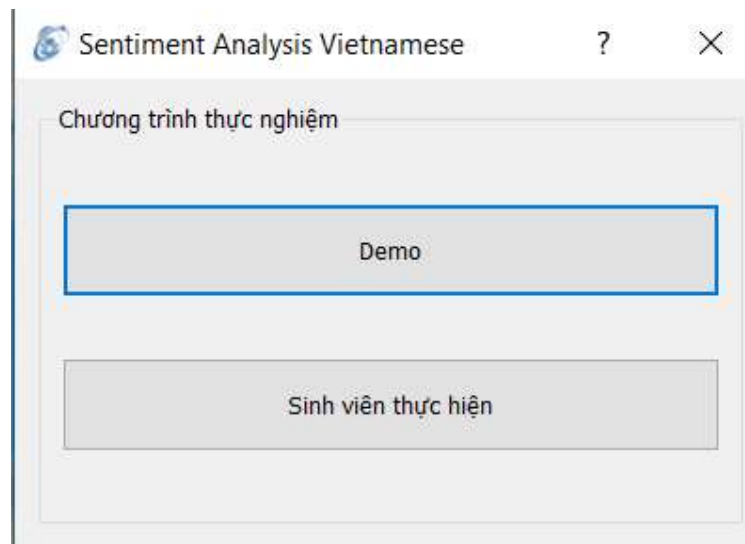 Sentiment Analysis Vietnamese ?
Chương trình thực nghiệm
Demo
Sinh viên thực hiện